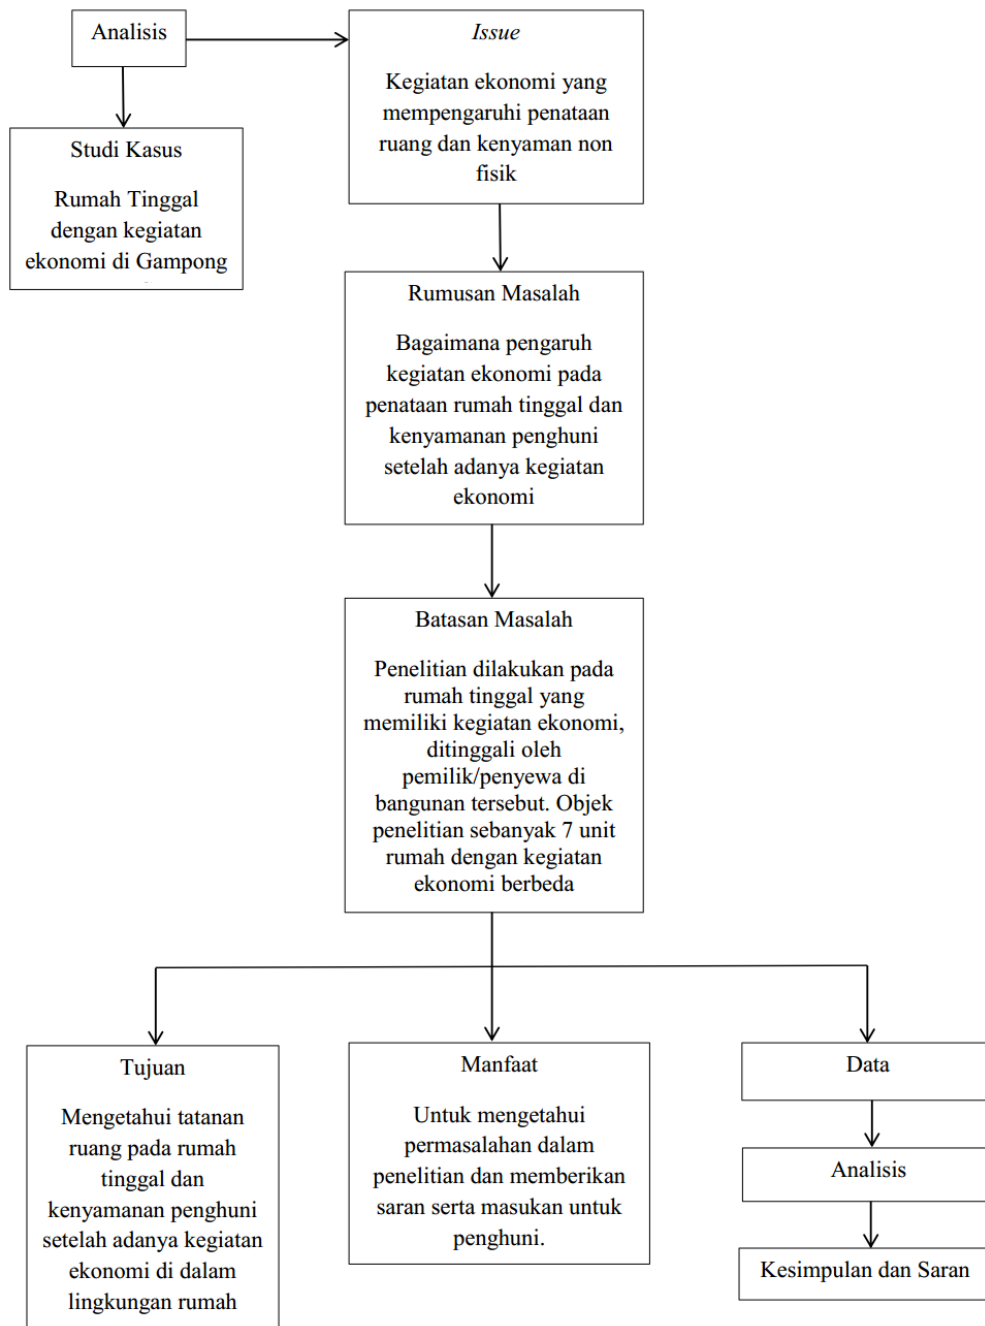 Analisis
Issue
Kegiatan ekonomi yang
mempengaruhi penataan
ruang dan kenyaman non
fisik
Studi Kasus
Rumah Tinggal
dengan kegiatan
ekonomi di Gampong
Rumusan Masalah
Bagaimana pengaruh
kegiatan ekonomi pada
penataan rumah tinggal dan
kenyamanan penghuni
setelah adanya kegiatan
ekonomi
Batasan Masalah
Penelitian dilakukan pada
rumah tinggal yang
memiliki kegiatan ekonomi,
ditinggali oleh
pemilik/penyewa di
bangunan tersebut. Objek
penelitian sebanyak 7 unit
rumah dengan kegiatan
ekonomi berbeda
Tujuan
Mengetahui tatanan
ruang pada rumah
tinggal dan
kenyamanan penghuni
setelah adanya kegiatan
ekonomi di dalam
lingkungan rumah
Manfaat
Untuk mengetahui
permasalahan dalam
penelitian dan memberikan
saran serta masukan untuk
penghuni.
Data
Analisis
Kesimpulan dan Saran